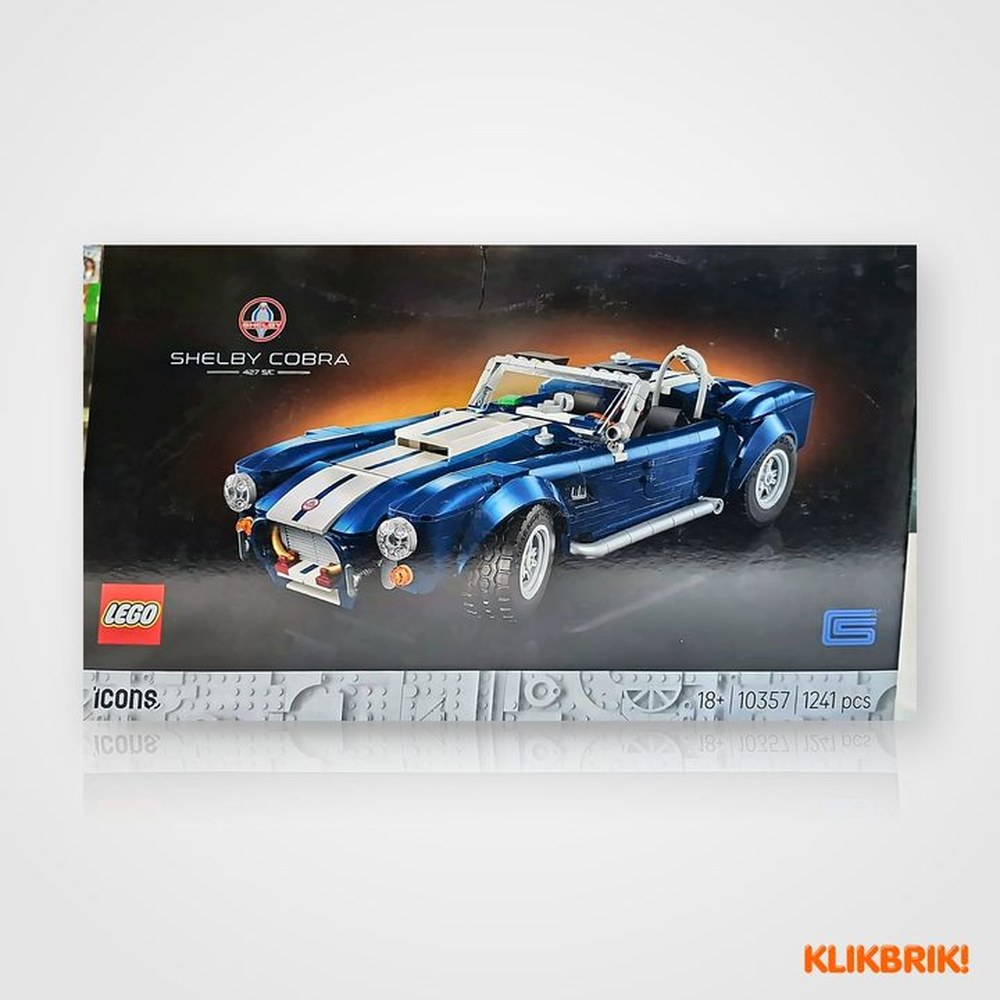 SHELBY
SHELBY COBRA
427 S/C
LEGO
icons
18+ | 10357 | 1241 pcs
KLIKBRIK!